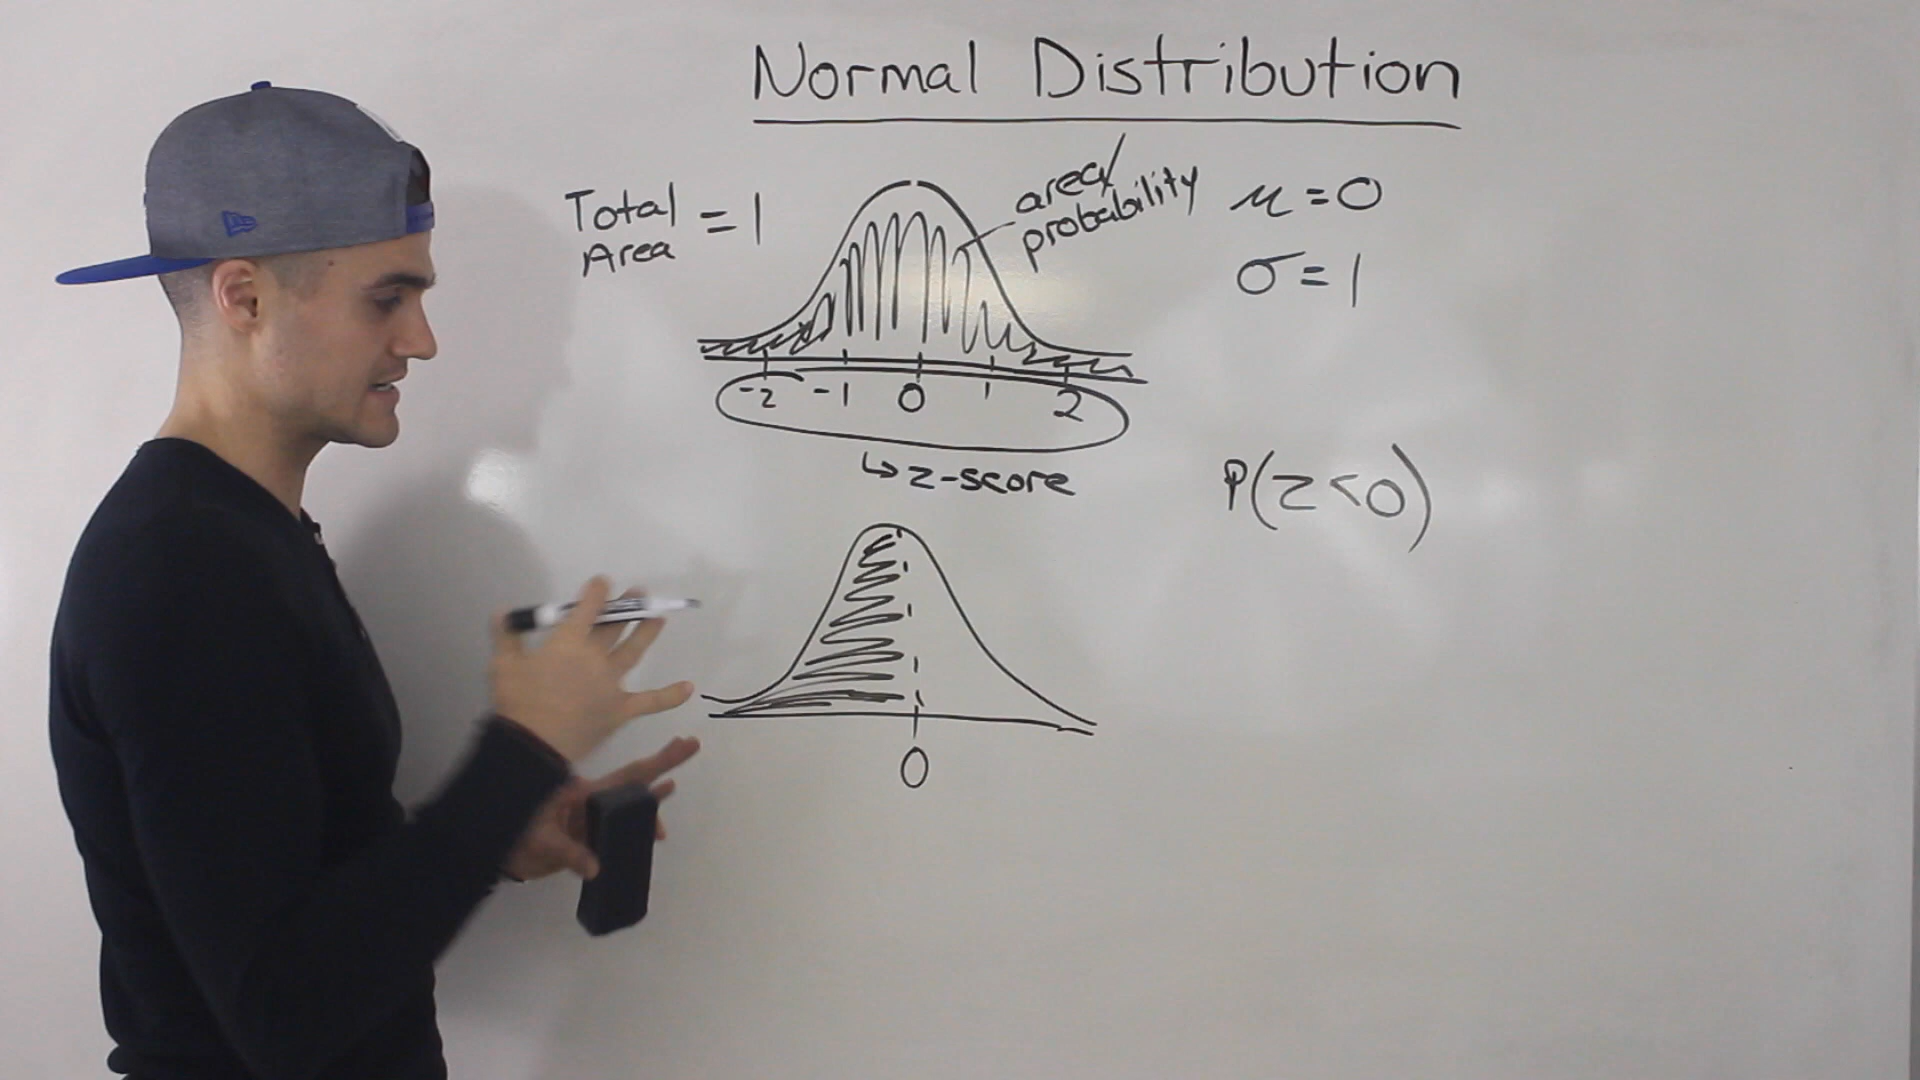 Normal Distribution
Total
Area = 1
area/
probability
μ = 0
σ = 1
-2 -1 0 1 2
↳ z-score
P(Z<0)
0